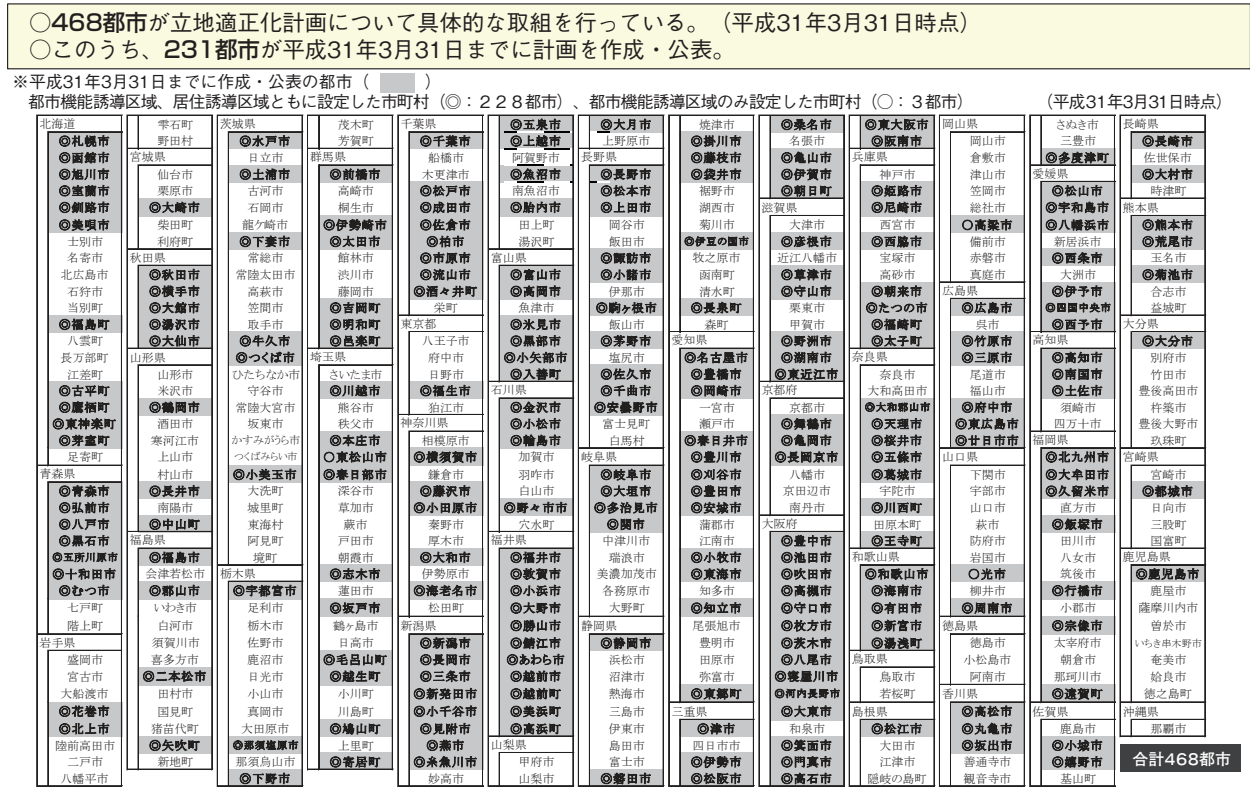 ○468都市が立地適正化計画について具体的な取組を行っている。（平成31年3月31日時点）
○このうち、231都市が平成31年3月31日までに計画を作成・公表。
※平成31年3月31日までに作成・公表の都市（　　）
都市機能誘導区域、居住誘導区域ともに設定した市町村（◎：２２８都市）、都市機能誘導区域のみ設定した市町村（○：３都市）
（平成31年3月31日時点）
北海道
◎札幌市
◎函館市
◎旭川市
◎室蘭市
◎釧路市
◎美唄市
士別市
名寄市
北広島市
石狩市
当別町
◎福島町
八雲町
長万部町
江差町
◎古平町
◎鷹栖町
◎東神楽町
◎芽室町
足寄町
青森県
◎青森市
◎弘前市
◎八戸市
◎黒石市
◎五所川原市
◎十和田市
◎むつ市
七戸町
階上町
岩手県
盛岡市
宮古市
大船渡市
◎花巻市
◎北上市
陸前高田市
二戸市
八幡平市
雫石町
野田村
宮城県
仙台市
栗原市
◎大崎市
柴田町
利府町
秋田県
◎秋田市
◎横手市
◎大館市
◎湯沢市
◎大仙市
山形県
山形市
米沢市
◎鶴岡市
酒田市
寒河江市
上山市
村山市
◎長井市
南陽市
◎中山町
福島県
◎福島市
会津若松市
◎郡山市
いわき市
白河市
須賀川市
喜多方市
◎二本松市
田村市
国見町
猪苗代町
◎矢吹町
新地町
茨城県
◎水戸市
日立市
◎土浦市
古河市
石岡市
龍ケ崎市
◎下妻市
常総市
常陸太田市
高萩市
笠間市
取手市
◎牛久市
◎つくば市
ひたちなか市
守谷市
常陸大宮市
坂東市
かすみがうら市
つくばみらい市
◎小美玉市
大洗町
城里町
東海村
阿見町
境町
栃木県
◎宇都宮市
足利市
栃木市
佐野市
鹿沼市
日光市
小山市
真岡市
大田原市
◎那須塩原市
那須烏山市
◎下野市
茂木町
芳賀町
群馬県
◎前橋市
高崎市
桐生市
◎伊勢崎市
◎太田市
館林市
渋川市
藤岡市
◎吉岡町
◎明和町
◎邑楽町
埼玉県
さいたま市
◎川越市
熊谷市
秩父市
◎本庄市
○東松山市
◎春日部市
深谷市
草加市
蕨市
戸田市
朝霞市
◎志木市
蓮田市
◎坂戸市
鶴ヶ島市
日高市
◎毛呂山町
◎越生町
小川町
川島町
◎鳩山町
上里町
◎寄居町
千葉県
◎千葉市
船橋市
木更津市
◎松戸市
◎成田市
◎佐倉市
◎柏市
◎市原市
◎流山市
◎酒々井町
栄町
東京都
八王子市
府中市
日野市
◎福生市
狛江市
神奈川県
相模原市
◎横須賀市
鎌倉市
◎藤沢市
◎小田原市
秦野市
厚木市
◎大和市
伊勢原市
◎海老名市
松田町
新潟県
◎新潟市
◎長岡市
◎三条市
◎新発田市
◎小千谷市
◎見附市
◎燕市
◎糸魚川市
妙高市
◎五泉市
◎上越市
阿賀野市
◎魚沼市
南魚沼市
◎胎内市
田上町
湯沢町
富山県
◎富山市
◎高岡市
魚津市
◎氷見市
◎黒部市
◎小矢部市
◎入善町
石川県
◎金沢市
◎小松市
◎輪島市
加賀市
羽咋市
白山市
◎野々市市
穴水町
福井県
◎福井市
◎敦賀市
◎小浜市
◎大野市
◎勝山市
◎鯖江市
◎あわら市
◎越前市
◎越前町
◎美浜町
◎高浜町
山梨県
甲府市
山梨市
◎大月市
上野原市
長野県
◎長野市
◎松本市
◎上田市
岡谷市
飯田市
◎諏訪市
◎小諸市
伊那市
◎駒ヶ根市
飯山市
◎茅野市
塩尻市
◎佐久市
◎千曲市
◎安曇野市
富士見町
白馬村
岐阜県
◎岐阜市
◎大垣市
◎多治見市
◎関市
中津川市
瑞浪市
美濃加茂市
各務原市
大野町
静岡県
◎静岡市
浜松市
沼津市
熱海市
三島市
伊東市
島田市
富士市
◎磐田市
焼津市
◎掛川市
◎藤枝市
◎袋井市
裾野市
湖西市
菊川市
◎伊豆の国市
牧之原市
函南町
清水町
◎長泉町
森町
愛知県
◎名古屋市
◎豊橋市
◎岡崎市
一宮市
瀬戸市
◎春日井市
◎豊川市
◎刈谷市
◎豊田市
◎安城市
蒲郡市
江南市
◎小牧市
◎東海市
知多市
◎知立市
尾張旭市
豊明市
田原市
弥富市
◎東郷町
三重県
◎津市
四日市市
◎伊勢市
◎松阪市
◎桑名市
名張市
◎亀山市
◎伊賀市
◎朝日町
滋賀県
大津市
◎彦根市
近江八幡市
◎草津市
◎守山市
栗東市
甲賀市
◎野洲市
◎湖南市
◎東近江市
京都府
京都市
◎舞鶴市
◎亀岡市
◎長岡京市
八幡市
京田辺市
南丹市
大阪府
◎豊中市
◎池田市
◎吹田市
◎高槻市
◎守口市
◎枚方市
◎茨木市
◎八尾市
◎寝屋川市
◎河内長野市
◎大東市
和泉市
◎箕面市
◎門真市
◎高石市
◎東大阪市
◎阪南市
兵庫県
神戸市
◎姫路市
◎尼崎市
西宮市
◎西脇市
宝塚市
高砂市
◎朝来市
◎たつの市
◎福崎町
◎太子町
奈良県
奈良市
大和高田市
◎大和郡山市
◎天理市
◎桜井市
◎五條市
◎葛城市
宇陀市
◎川西町
田原本町
◎王寺町
和歌山県
◎和歌山市
◎海南市
◎有田市
◎新宮市
◎湯浅町
鳥取県
鳥取市
若桜町
島根県
◎松江市
大田市
江津市
隠岐の島町
岡山県
岡山市
倉敷市
津山市
笠岡市
総社市
○高梁市
備前市
赤磐市
真庭市
広島県
◎広島市
呉市
◎竹原市
◎三原市
尾道市
福山市
◎府中市
◎東広島市
◎廿日市市
山口県
下関市
宇部市
山口市
萩市
防府市
岩国市
○光市
柳井市
◎周南市
徳島県
徳島市
小松島市
阿南市
香川県
◎高松市
◎丸亀市
◎坂出市
善通寺市
観音寺市
さぬき市
三豊市
◎多度津町
愛媛県
◎松山市
◎宇和島市
◎八幡浜市
新居浜市
◎西条市
大洲市
◎伊予市
◎四国中央市
◎西予市
高知県
◎高知市
◎南国市
◎土佐市
須崎市
四万十市
福岡県
◎北九州市
◎大牟田市
◎久留米市
直方市
◎飯塚市
田川市
八女市
筑後市
◎行橋市
小郡市
◎宗像市
太宰府市
朝倉市
那珂川市
◎遠賀町
佐賀県
鹿島市
◎小城市
◎嬉野市
基山町
長崎県
◎長崎市
佐世保市
◎大村市
時津町
熊本県
◎熊本市
◎荒尾市
玉名市
◎菊池市
合志市
益城町
大分県
◎大分市
別府市
竹田市
豊後高田市
杵築市
豊後大野市
玖珠町
宮崎県
宮崎市
◎都城市
日向市
三股町
国富町
鹿児島県
◎鹿児島市
鹿屋市
薩摩川内市
曽於市
いちき串木野市
奄美市
姶良市
徳之島町
沖縄県
那覇市
合計468都市